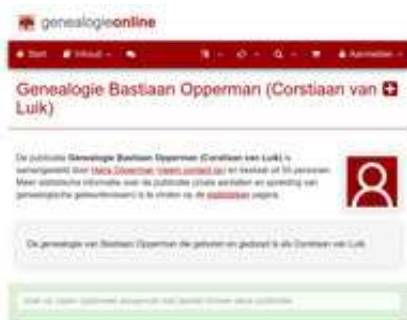 genealogieonline
Start Inhoud Aanmelden
Genealogie Bastiaan Opperman (Corstiaan van
Luik)
De publicatie Genealogie Bastiaan Opperman (Corstiaan van Luik) is
samengesteld door Hans Opperman (neem contact op) en bestaat uit 55 personen.
Meer statistische informatie over de publicatie (zoals aantallen en spreiding van
genealogische gebeurtenissen) is te vinden op de statistieken pagina.
De genealogie van Bastiaan Opperman die geboren en gedoopt is als Corstiaan van Luik